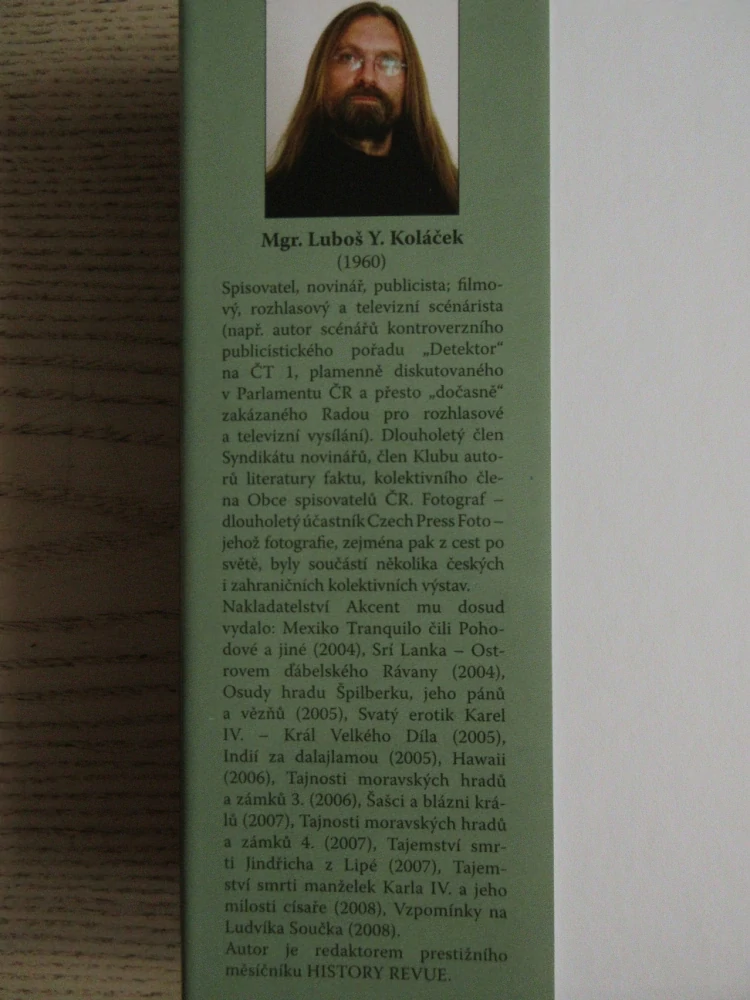 Mgr. Luboš Y. Koláček
(1960)
Spisovatel, novinář, publicista; filmo-
vý, rozhlasový a televizní scénárista
(např. autor scénářů kontroverzního
publicistického pořadu „Detektor“
na ČT 1, plamenně diskutovaného
v Parlamentu ČR a přesto „dočasně“
zakázaného Radou pro rozhlasové
a televizní vysílání). Dlouholetý člen
Syndikátu novinářů, člen Klubu auto-
rů literatury faktu, kolektivního čle-
na Obce spisovatelů ČR. Fotograf –
dlouholetý účastník Czech Press Foto –
jehož fotografie, zejména pak z cest po
světě, byly součástí několika českých
i zahraničních kolektivních výstav.
Nakladatelství Akcent mu dosud
vydalo: Mexiko Tranquilo čili Poho-
dové a jiné (2004), Srí Lanka – Ost-
rovem ďábelského Rávany (2004),
Osudy hradu Špilberku, jeho pánů
a vězňů (2005), Svatý erotik Karel
IV. – Král Velkého Díla (2005),
Indií za dalajlamou (2005), Hawaii
(2006), Tajnosti moravských hradů
a zámků 3. (2006), Šašci a blázni krá-
lů (2007), Tajnosti moravských hradů
a zámků 4. (2007), Tajemství smr-
ti Jindřicha z Lipé (2007), Tajem-
ství smrti manželek Karla IV. a jeho
milosti císaře (2008), Vzpomínky na
Ludvíka Součka (2008).
Autor je redaktorem prestižního
měsíčníku HISTORY REVUE.